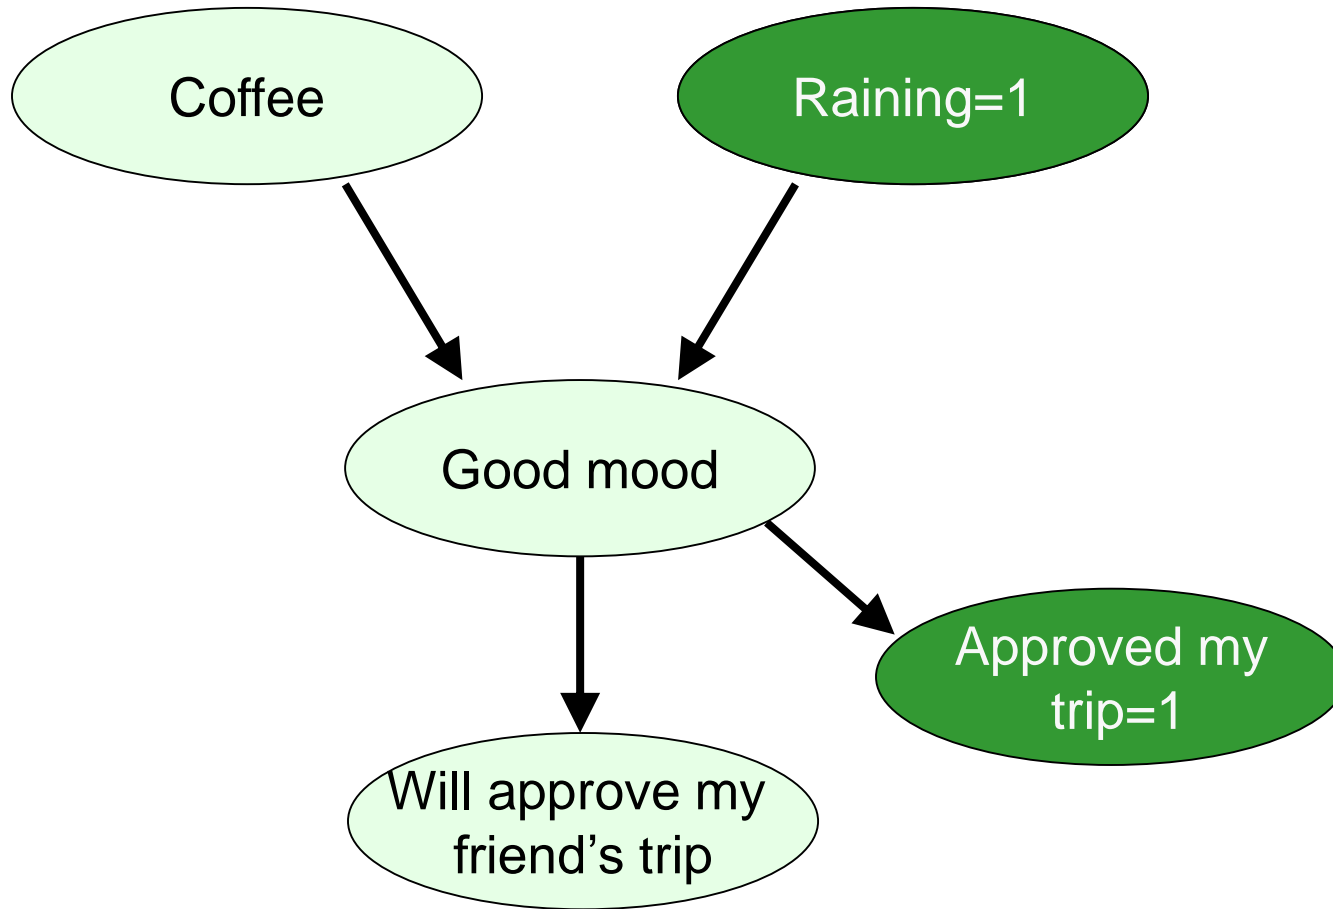 Coffee
Raining=1
Good mood
Approved my
trip=1
Will approve my
friend’s trip